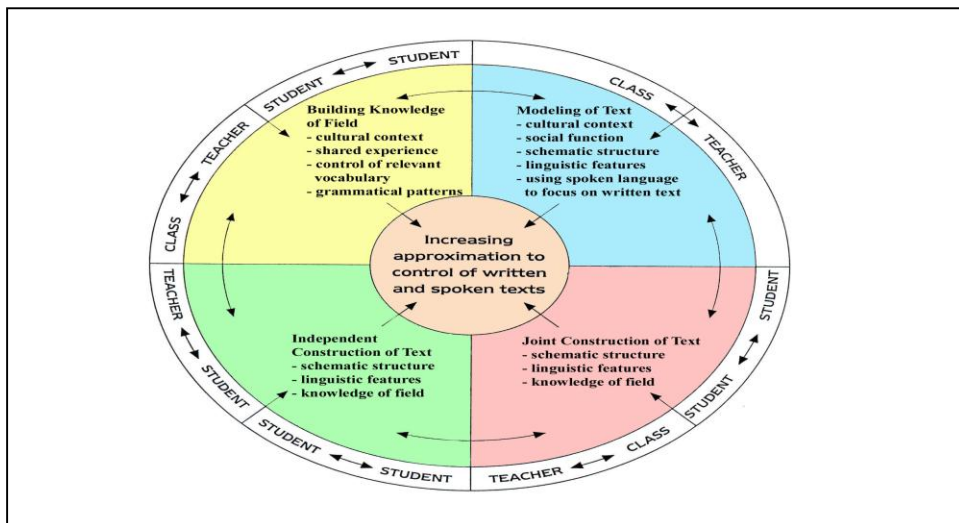 Building Knowledge
of Field
- cultural context
- shared experience
- control of relevant
vocabulary
- grammatical patterns
Modeling of Text
- cultural context
- social function
- schematic structure
- linguistic features
- using spoken language
to focus on written text
Increasing
approximation to
control of written
and spoken texts
Independent
Construction of Text
- schematic structure
- linguistic features
- knowledge of field
Joint Construction of Text
- schematic structure
- linguistic features
- knowledge of field
CLASS ↔ TEACHER
STUDENT ↔ STUDENT
CLASS ↔ TEACHER
STUDENT ↔ STUDENT
TEACHER ↔ CLASS
STUDENT ↔ STUDENT
TEACHER ↔ STUDENT